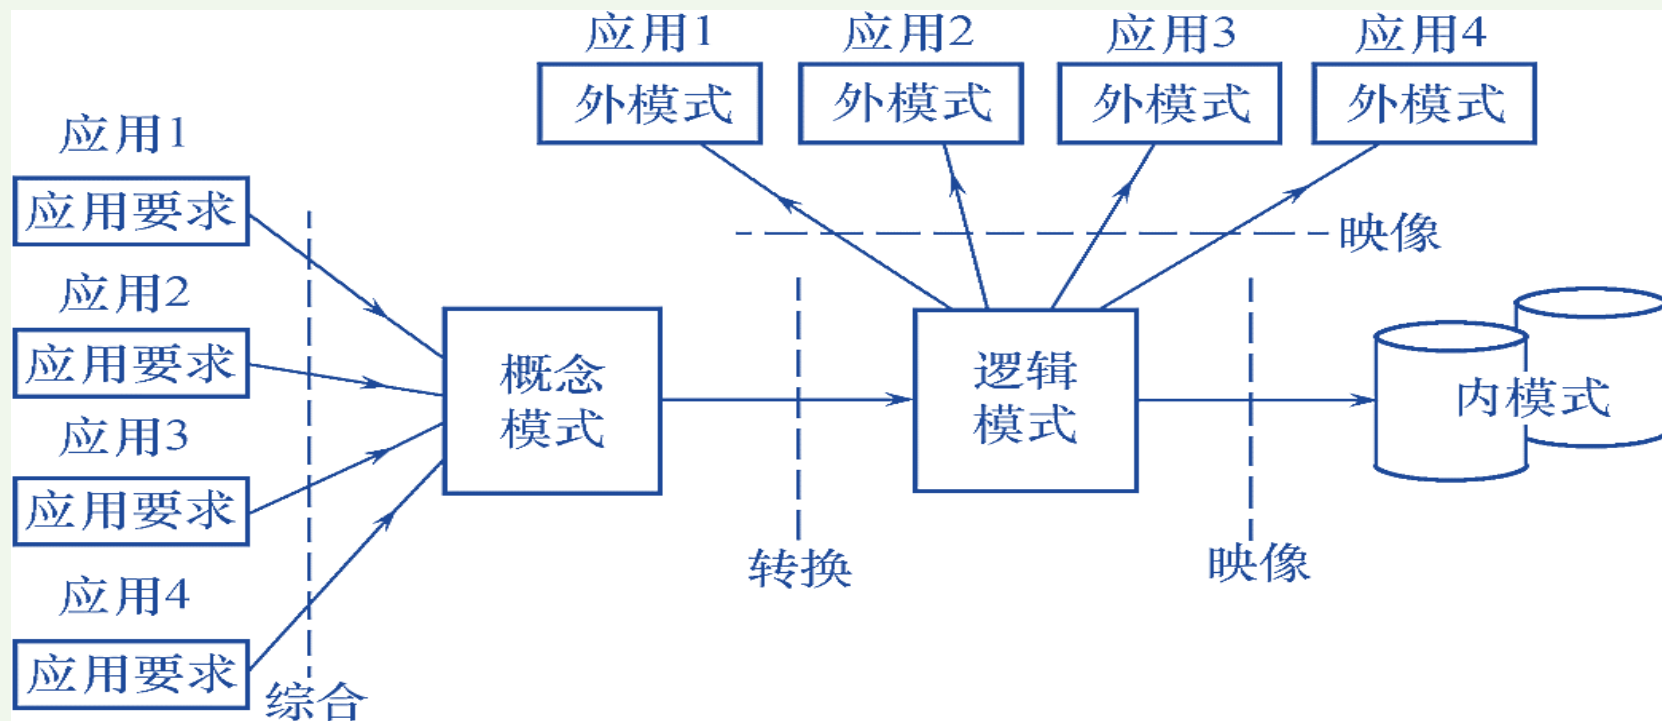 应用1
应用2
应用3
应用4
外模式
外模式
外模式
外模式
应用1
应用要求
应用2
应用要求
应用3
应用要求
应用4
应用要求
综合
概念
模式
转换
逻辑
模式
映像
映像
内模式